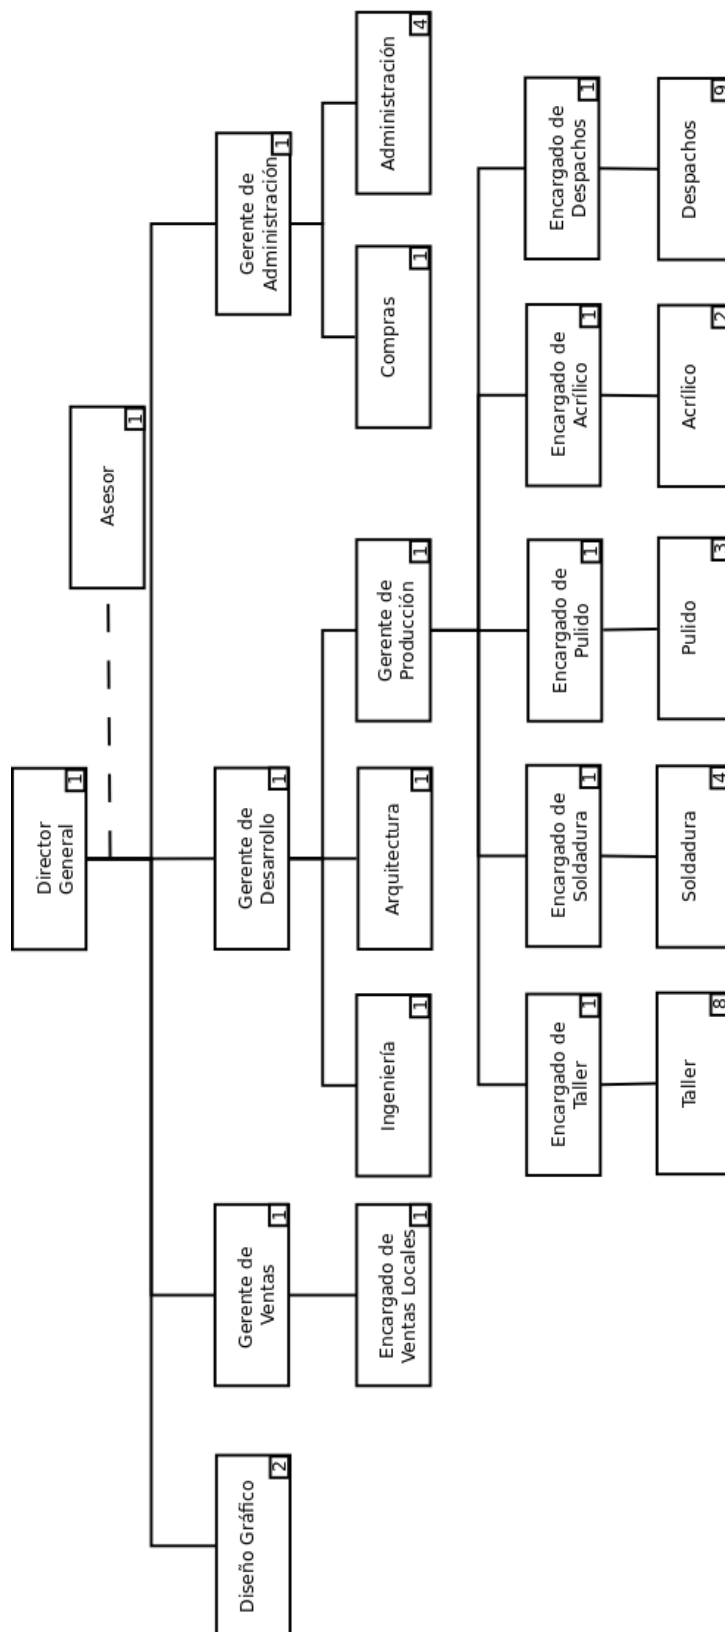 Director
General
1
Asesor
1
Diseño Gráfico
2
Gerente de
Ventas
1
Gerente de
Desarrollo
1
Gerente de
Administración
1
Encargado de
Ventas Locales
1
Ingeniería
1
Arquitectura
1
Gerente de
Producción
1
Compras
1
Administración
4
Encargado de
Taller
1
Encargado de
Soldadura
1
Encargado de
Pulido
1
Encargado de
Acrílico
1
Encargado de
Despachos
1
Taller
8
Soldadura
4
Pulido
3
Acrílico
2
Despachos
9